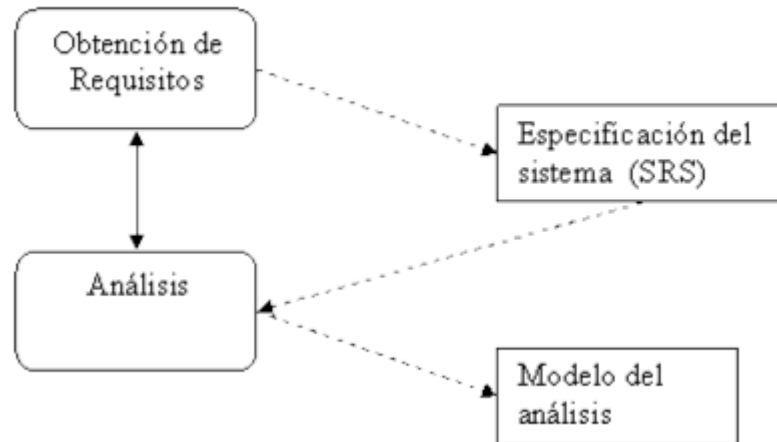 Obtención de
Requisitos
Especificación del
sistema (SRS)
Análisis
Modelo del
análisis